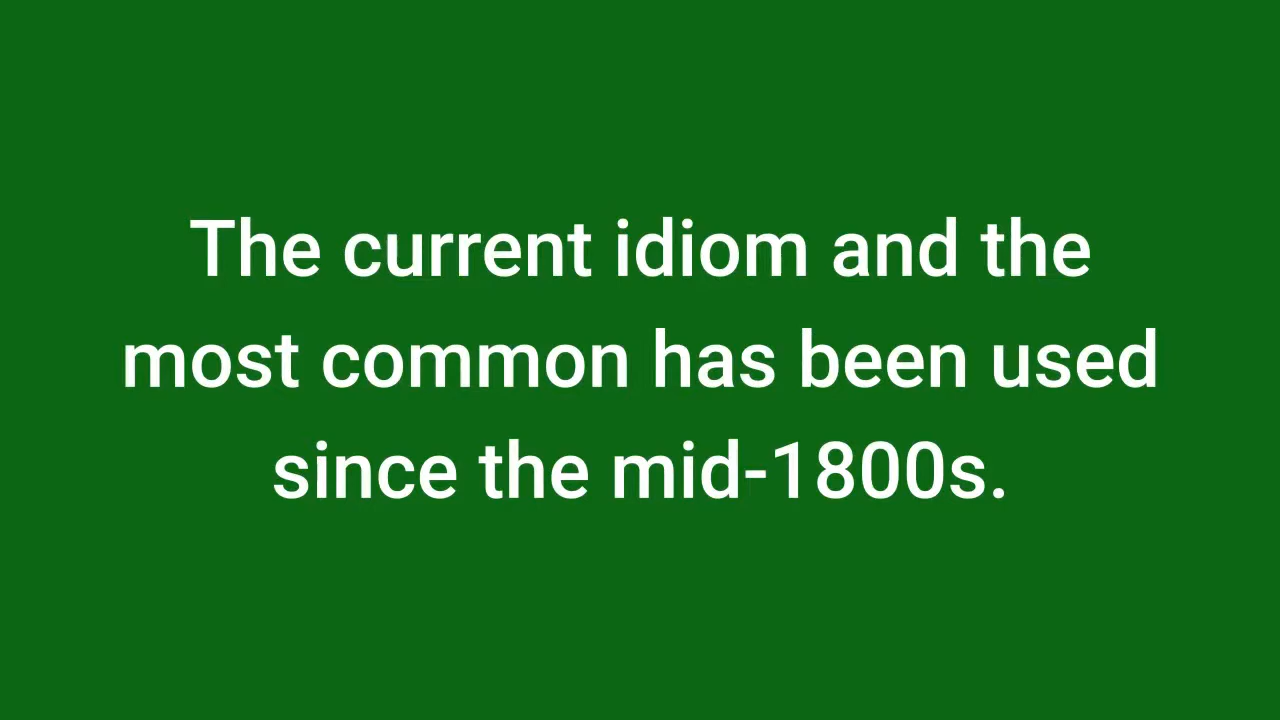 The current idiom and the
most common has been used
since the mid-1800s.